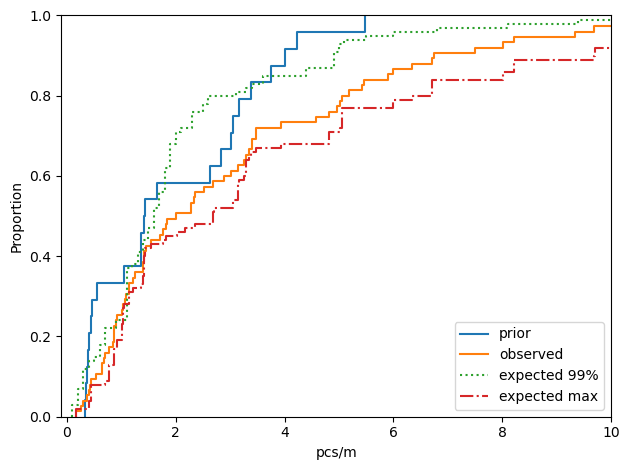 1.0
0.8
0.6
0.4
0.2
0.0
Proportion
0 2 4 6 8 10
pcs/m
prior
observed
expected 99%
expected max